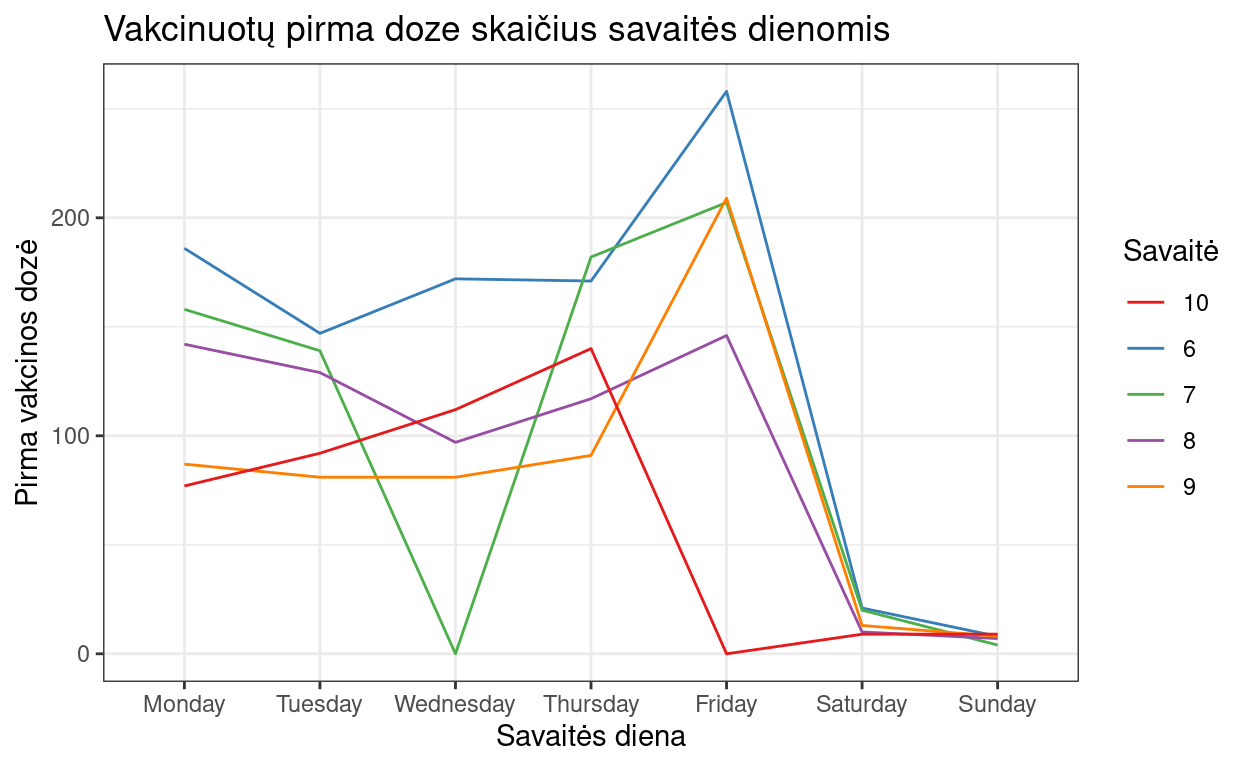 Vakcinuotų pirma doze skaičius savaitės dienomis
Pirma vakcinos dozė
200
100
0
Monday Tuesday Wednesday Thursday Friday Saturday Sunday
Savaitės diena
Savaitė
10
6
7
8
9